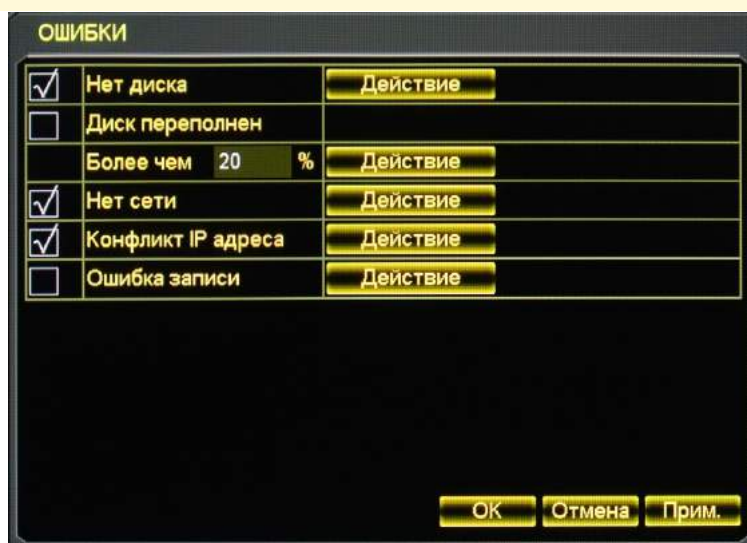 ОШИБКИ
Нет диска Действие
Диск переполнен
Более чем 20 % Действие
Нет сети Действие
Конфликт IP адреса Действие
Ошибка записи Действие
OK Отмена Прим.